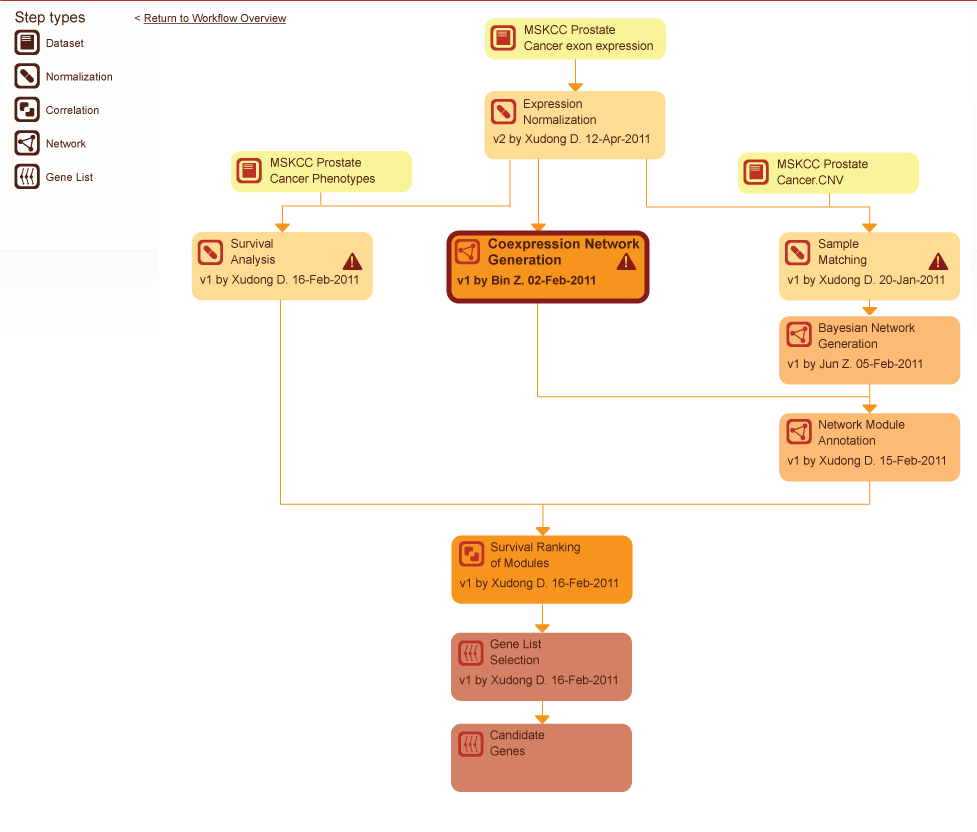 Step types
< Return to Workflow Overview
Dataset
Normalization
Correlation
Network
Gene List
MSKCC Prostate
Cancer exon expression
Expression
Normalization
v2 by Xudong D. 12-Apr-2011
MSKCC Prostate
Cancer Phenotypes
MSKCC Prostate
Cancer.CNV
Survival
Analysis
v1 by Xudong D. 16-Feb-2011
Coexpression Network
Generation
v1 by Bin Z. 02-Feb-2011
Sample
Matching
v1 by Xudong D. 20-Jan-2011
Bayesian Network
Generation
v1 by Jun Z. 05-Feb-2011
Network Module
Annotation
v1 by Xudong D. 15-Feb-2011
Survival Ranking
of Modules
v1 by Xudong D. 16-Feb-2011
Gene List
Selection
v1 by Xudong D. 16-Feb-2011
Candidate
Genes